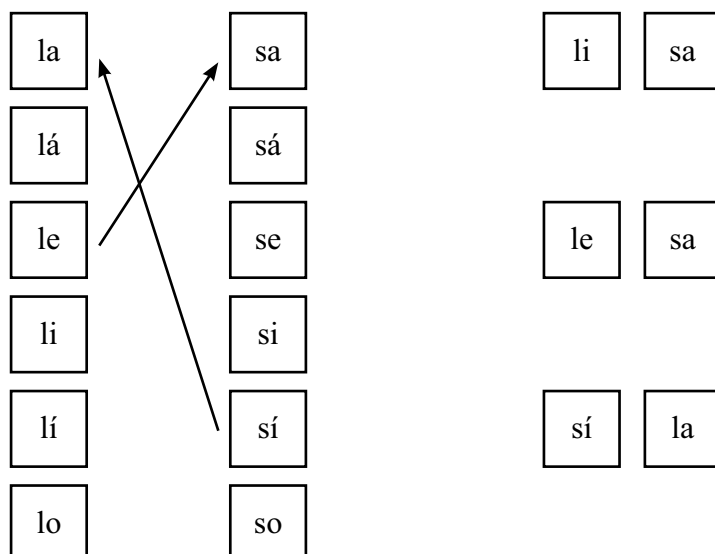 la sa li sa
lá sá
le se le sa
li si
lí sí sí la
lo so